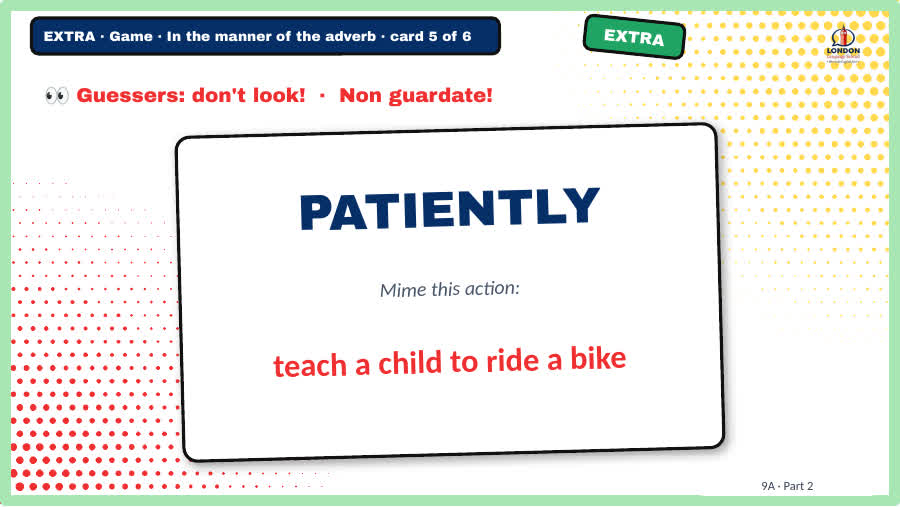 EXTRA · Game · In the manner of the adverb · card 5 of 6
EXTRA
LONDON
👀 Guessers: don't look! · Non guardate!
PATIENTLY
Mime this action:
teach a child to ride a bike
9A · Part 2